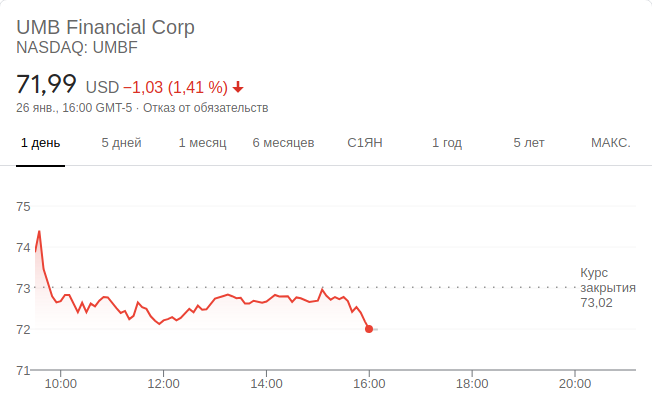 UMB Financial Corp
NASDAQ: UMBF
71,99 USD −1,03 (1,41 %)
26 янв., 16:00 GMT-5 · Отказ от обязательств
1 день 5 дней 1 месяц 6 месяцев С1ЯН 1 год 5 лет МАКС.
75
74
Курс
73 закрытия
73,02
72
71
10:00 12:00 14:00 16:00 18:00 20:00